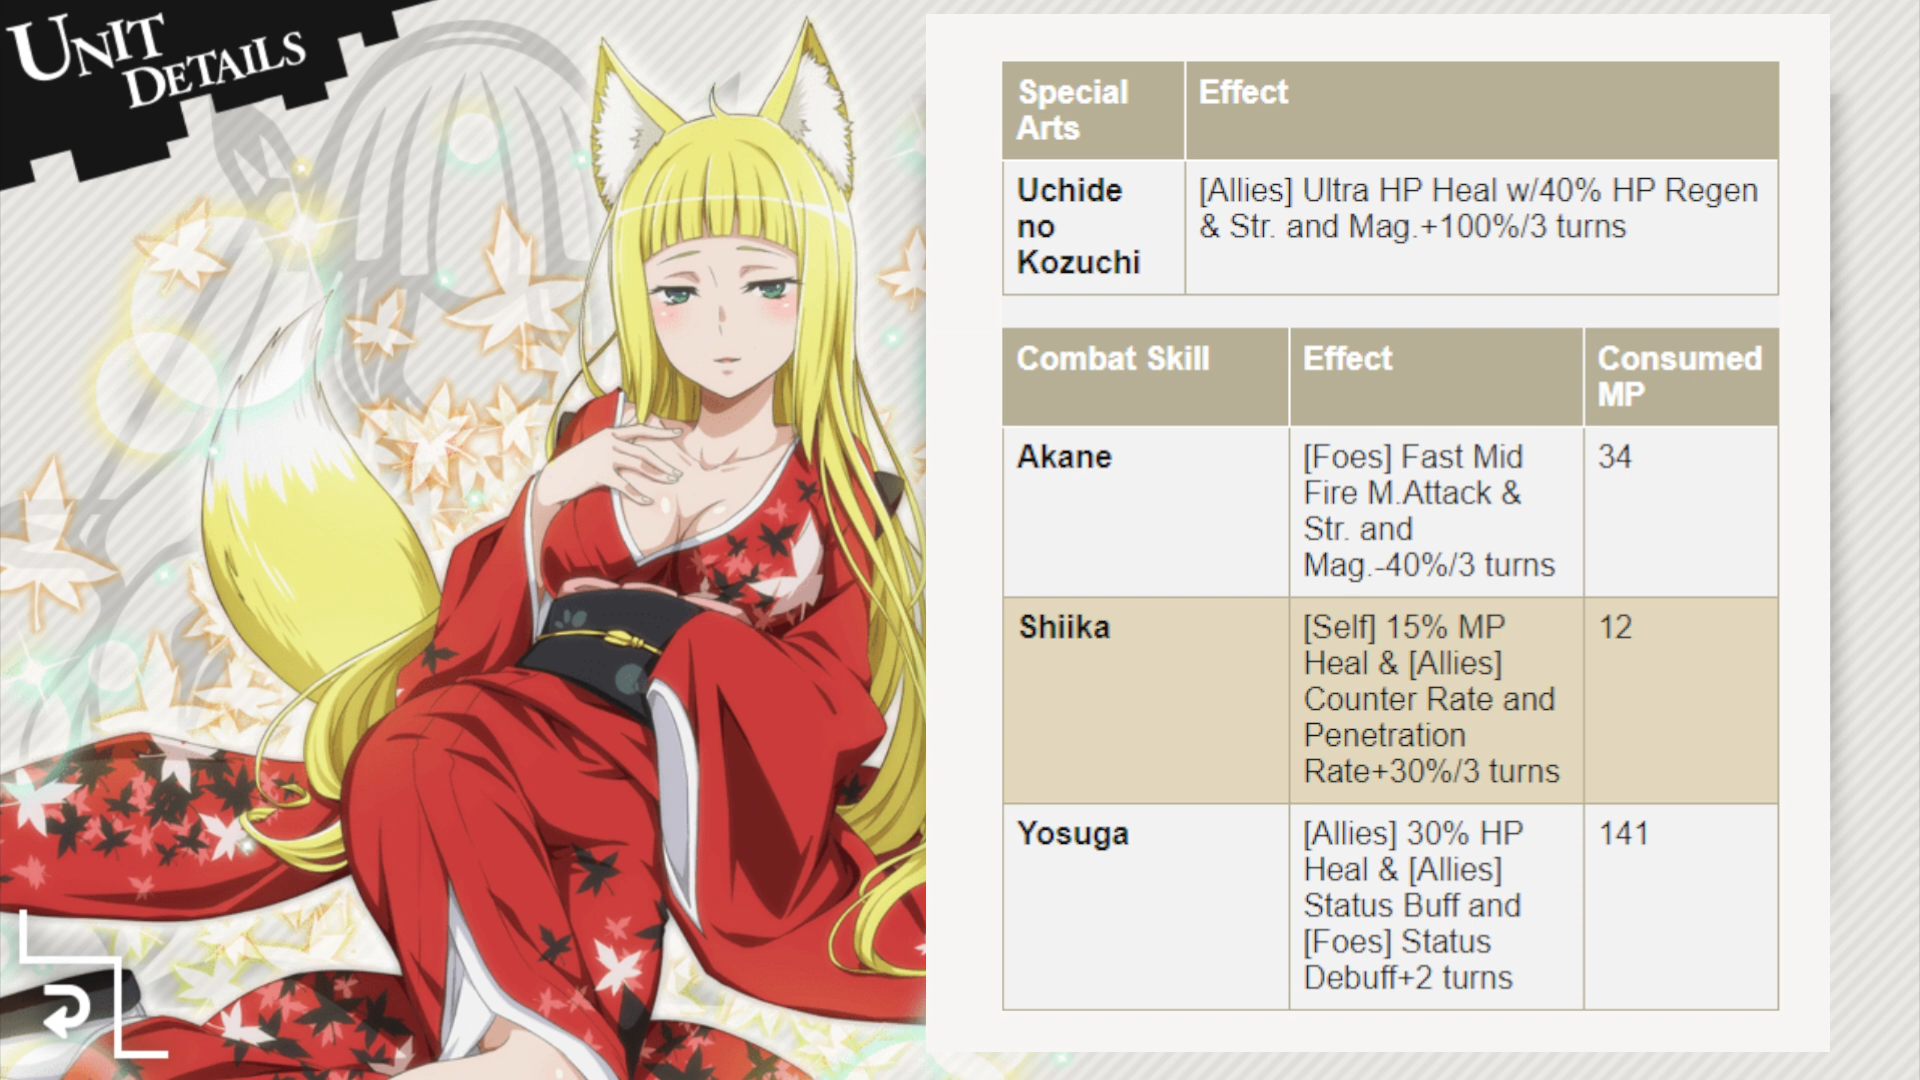 UNIT
DETAILS
Special
Arts
Effect
Uchide
no
Kozuchi
[Allies] Ultra HP Heal w/40% HP Regen
& Str. and Mag.+100%/3 turns
Combat Skill
Effect
Consumed
MP
Akane
[Foes] Fast Mid
Fire M.Attack &
Str. and
Mag.-40%/3 turns
34
Shiika
[Self] 15% MP
Heal & [Allies]
Counter Rate and
Penetration
Rate+30%/3 turns
12
Yosuga
[Allies] 30% HP
Heal & [Allies]
Status Buff and
[Foes] Status
Debuff+2 turns
141